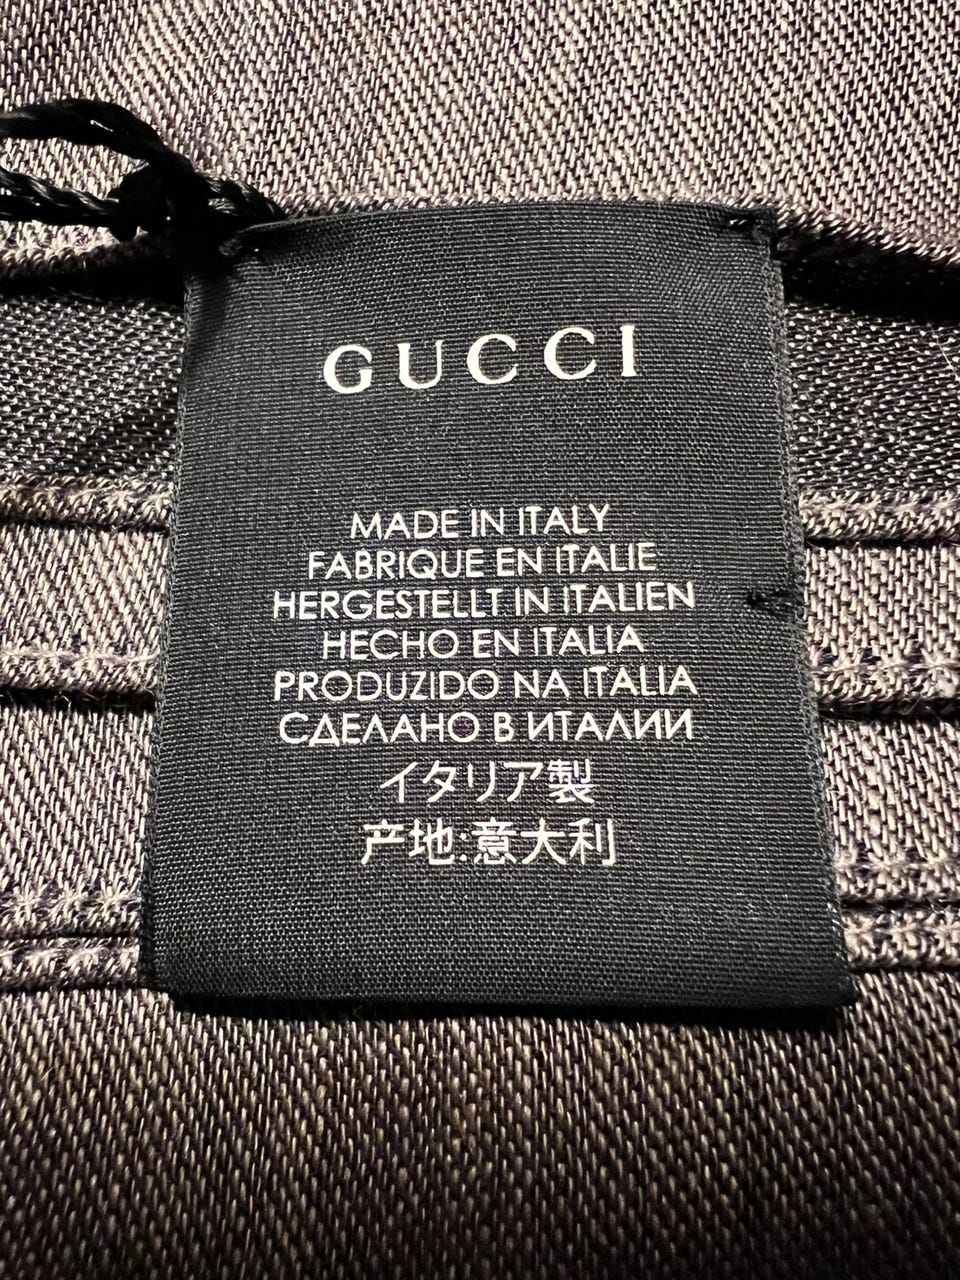 GUCCI
MADE IN ITALY
FABRIQUE EN ITALIE
HERGESTELLT IN ITALIEN
HECHO EN ITALIA
PRODUZIDO NA ITALIA
СДЕЛАНО В ИТАЛИИ
イタリア製
产地:意大利